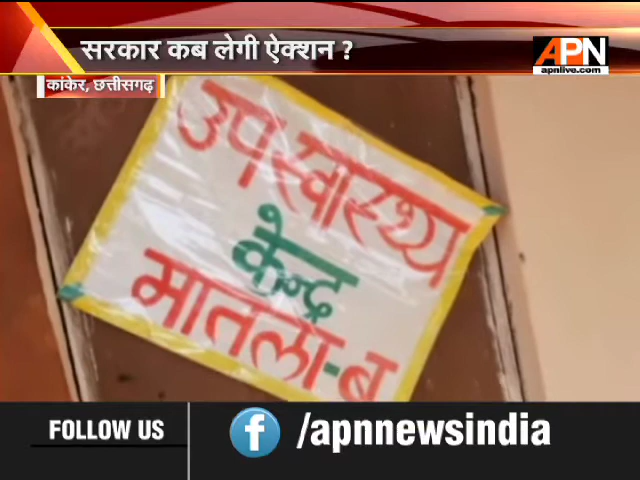 सरकार कब लेगी ऐक्शन ?
APN
apnlive.com
कांकेर, छत्तीसगढ़
उपस्वास्थ्य
केन्द्र
मातला-ब
FOLLOW US
f /apnnewsindia